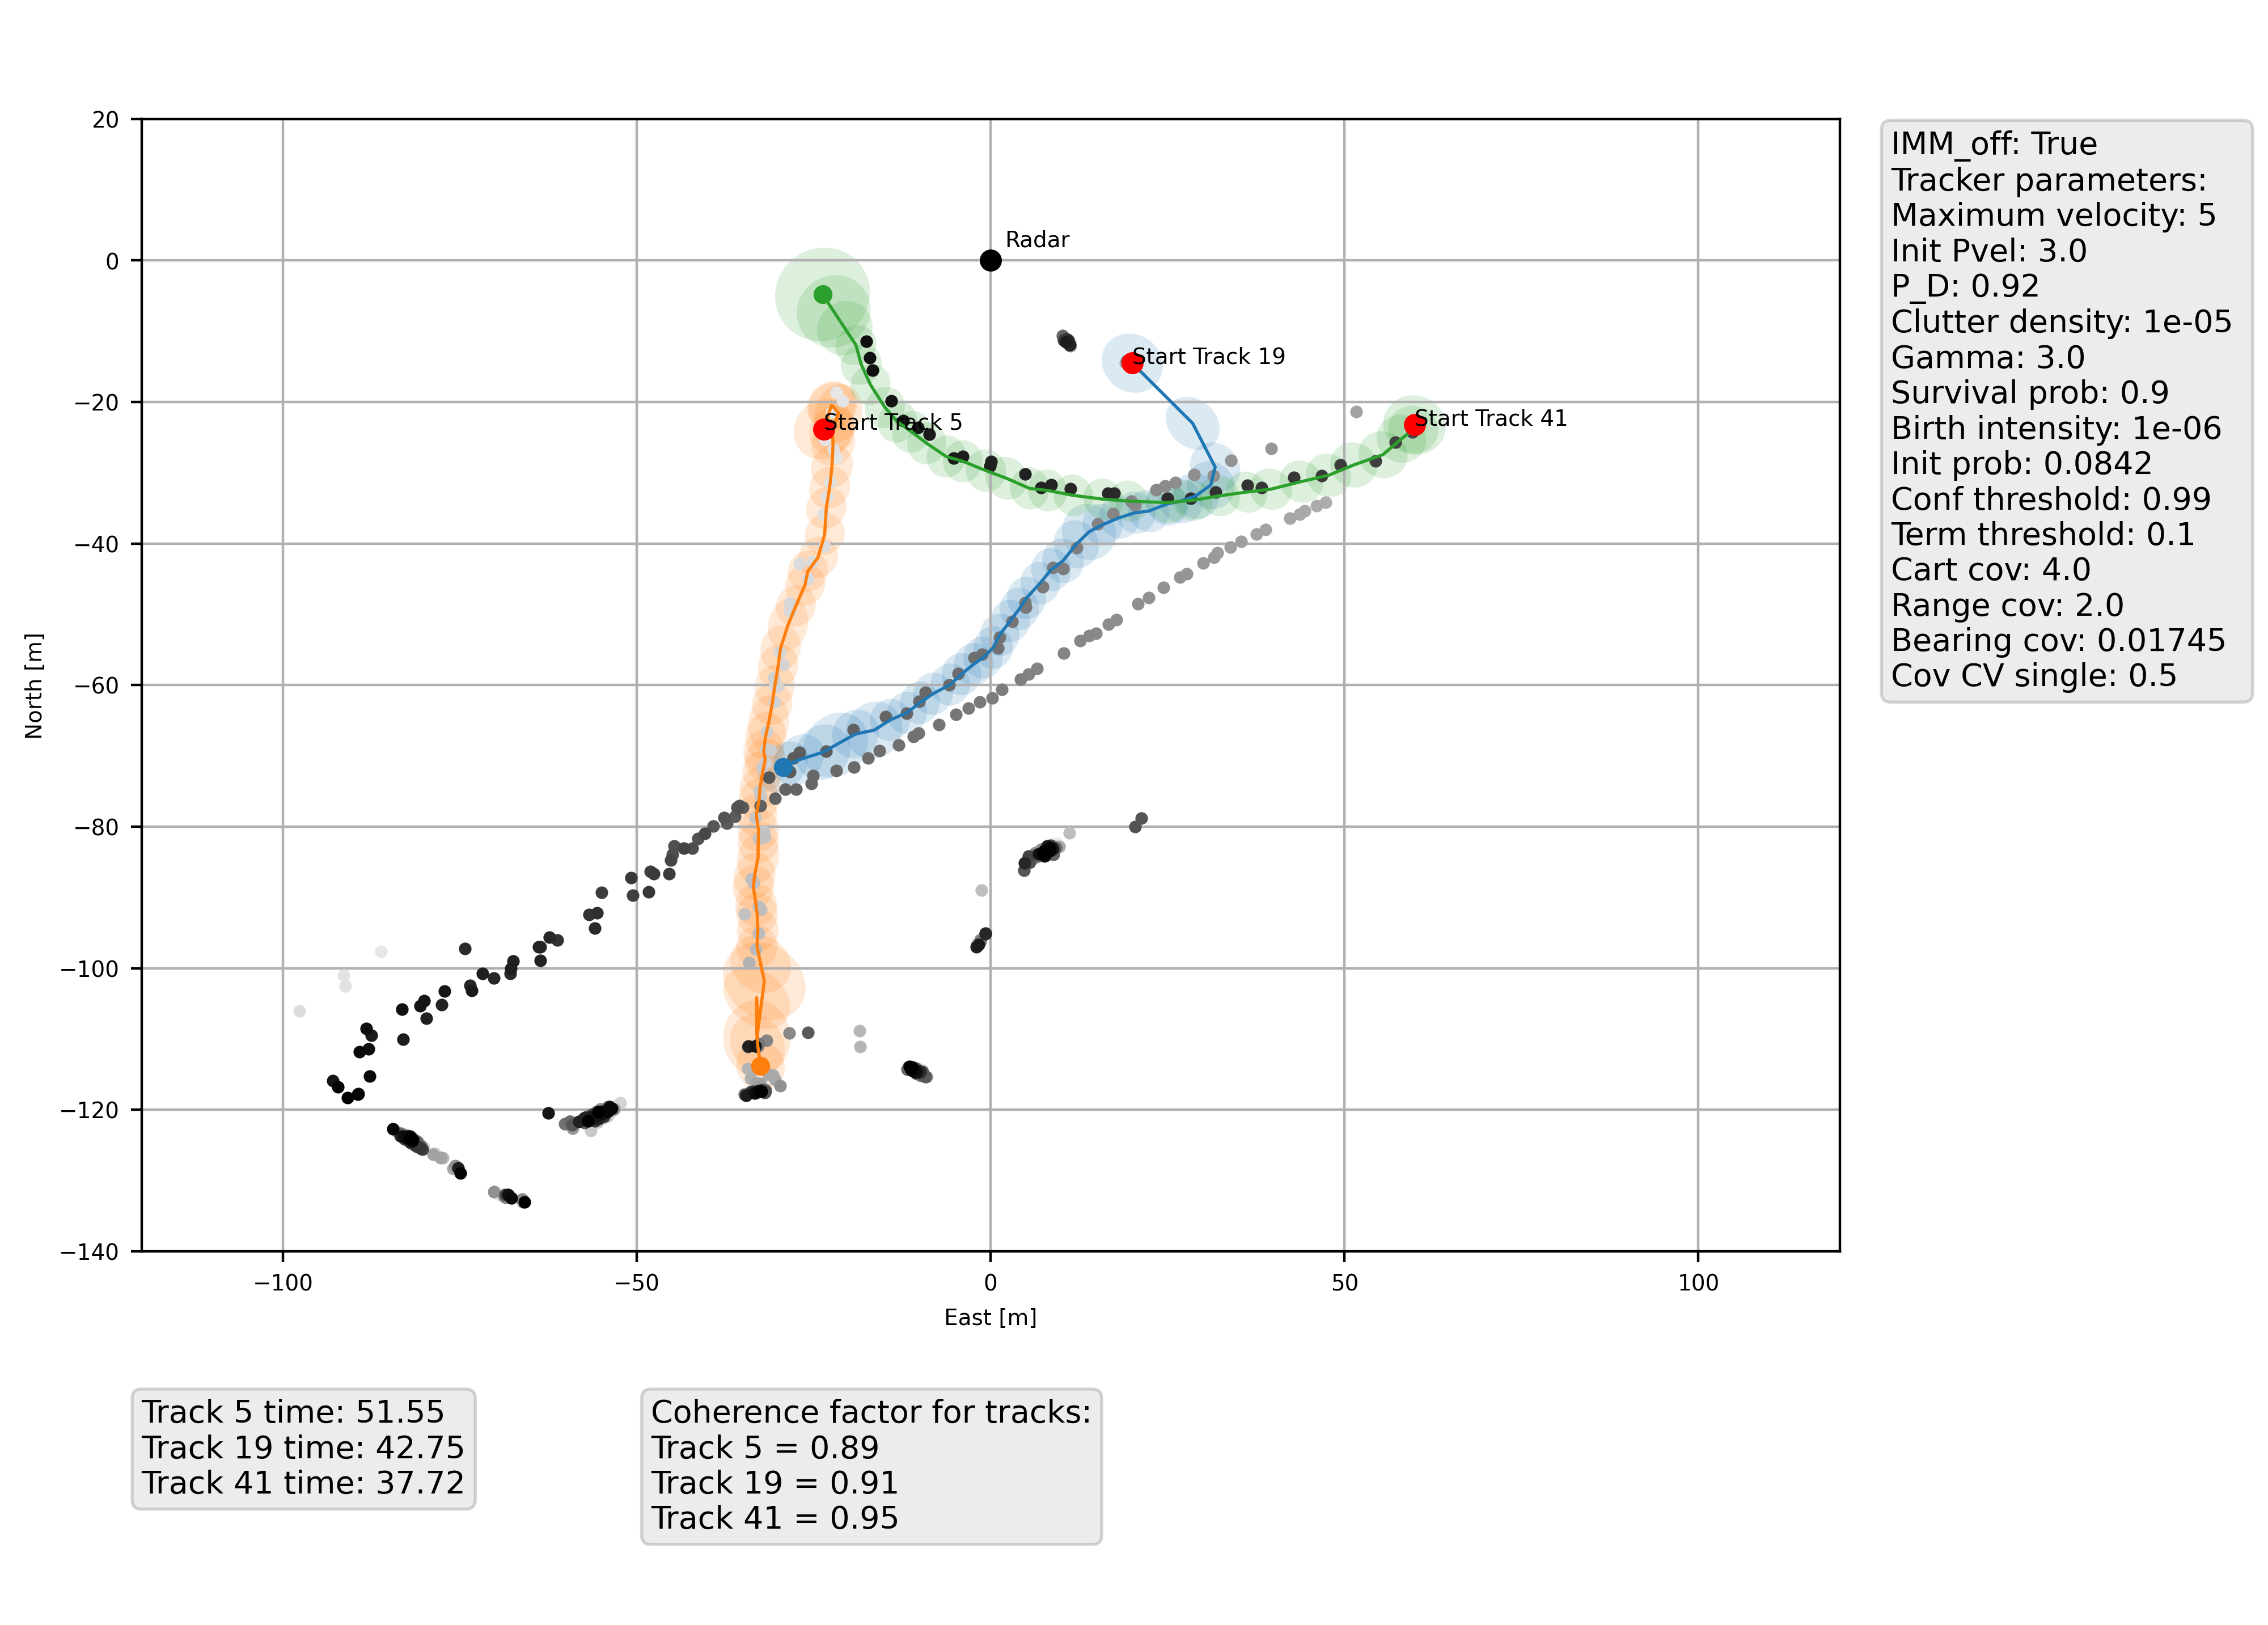 20
0
−20
−40
−60
−80
−100
−120
−140
North [m]
−100
−50
0
50
100
East [m]
Radar
Start Track 19
Start Track 5
Start Track 41
IMM_off: True
Tracker parameters:
Maximum velocity: 5
Init Pvel: 3.0
P_D: 0.92
Clutter density: 1e-05
Gamma: 3.0
Survival prob: 0.9
Birth intensity: 1e-06
Init prob: 0.0842
Conf threshold: 0.99
Term threshold: 0.1
Cart cov: 4.0
Range cov: 2.0
Bearing cov: 0.01745
Cov CV single: 0.5
Track 5 time: 51.55
Track 19 time: 42.75
Track 41 time: 37.72
Coherence factor for tracks:
Track 5 = 0.89
Track 19 = 0.91
Track 41 = 0.95